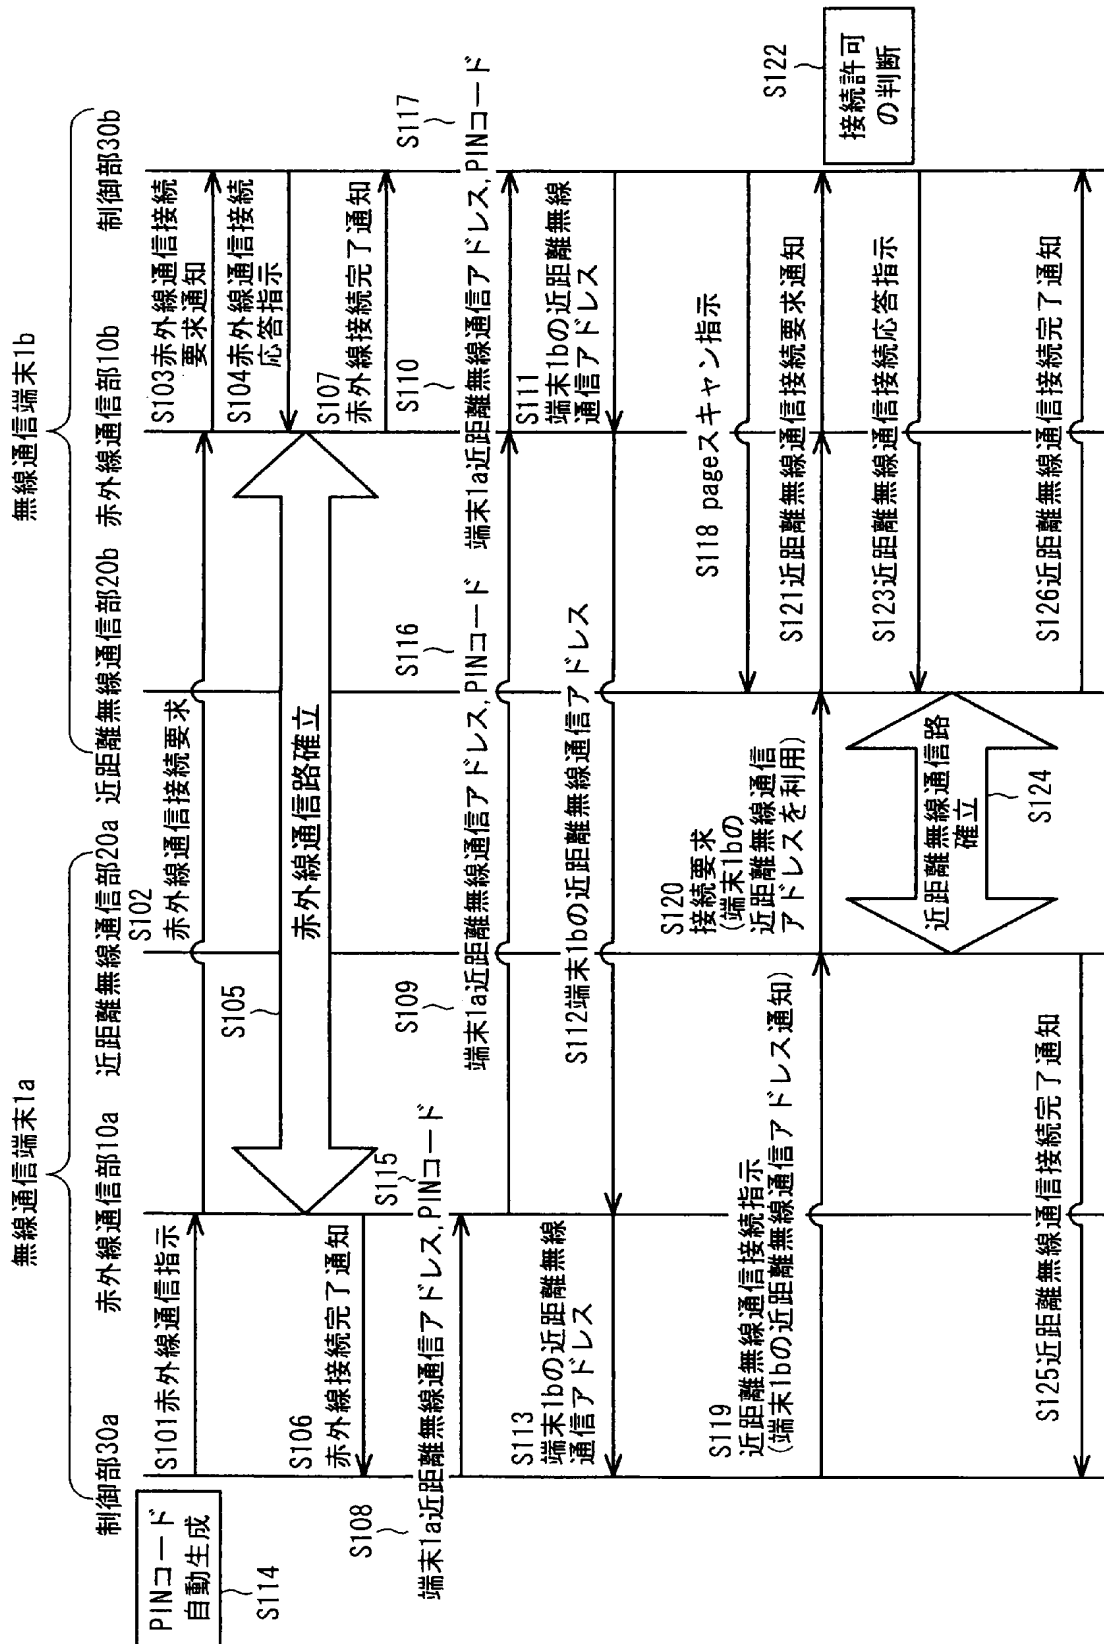 無線通信端末1a
無線通信端末1b
制御部30a
赤外線通信部10a
近距離無線通信部20a
近距離無線通信部20b
赤外線通信部10b
制御部30b
PINコード
自動生成
S114
S101赤外線通信指示
S102
赤外線通信接続要求
S103赤外線通信接続
要求通知
S104赤外線通信接続
応答指示
S105
赤外線通信路確立
S106
赤外線接続完了通知
S107
赤外線接続完了通知
S108
S115
端末1a近距離無線通信アドレス,PINコード
S109
S116
端末1a近距離無線通信アドレス,PINコード
S110
S117
端末1a近距離無線通信アドレス,PINコード
S111
端末1bの近距離無線
通信アドレス
S112端末1bの近距離無線通信アドレス
S113
端末1bの近距離無線
通信アドレス
S118 pageスキャン指示
S119
近距離無線通信接続指示
(端末1bの近距離無線通信アドレス通知)
S120
接続要求
(端末1bの
近距離無線通信
アドレスを利用)
S121近距離無線通信接続要求通知
S122
接続許可
の判断
S123近距離無線通信接続応答指示
近距離無線通信路
確立
S124
S125近距離無線通信接続完了通知
S126近距離無線通信接続完了通知